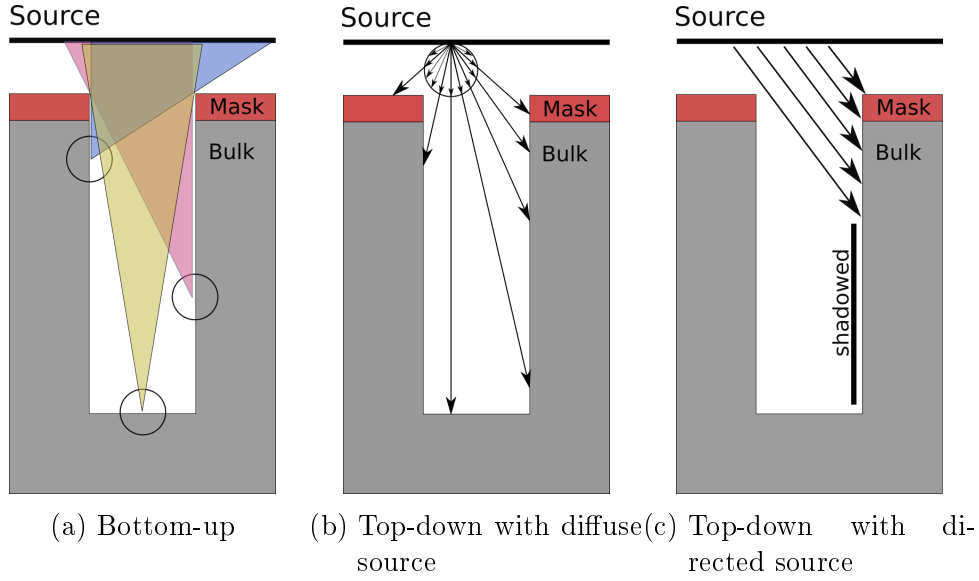 Source
Mask
Bulk
(a) Bottom-up
Source
Mask
Bulk
(b) Top-down with diffuse
source
Source
Mask
Bulk
shadowed
(c) Top-down with di-
rected source